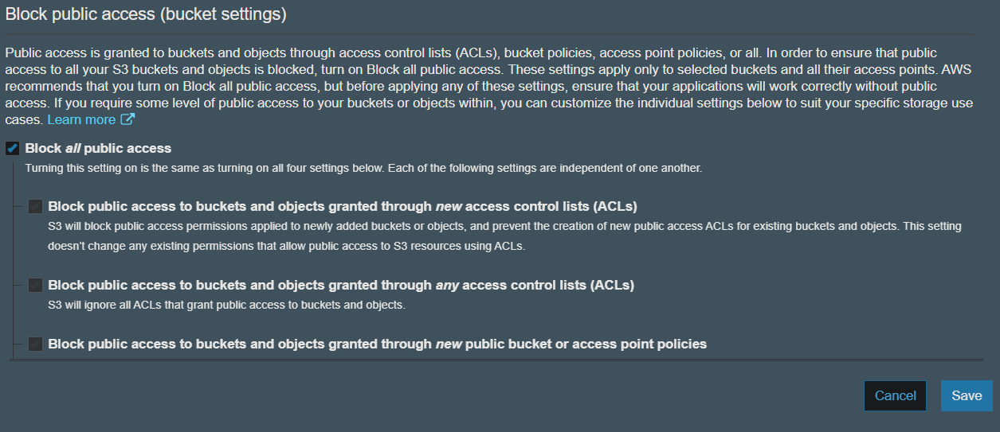 Block public access (bucket settings)
Public access is granted to buckets and objects through access control lists (ACLs), bucket policies, access point policies, or all. In order to ensure that public
access to all your S3 buckets and objects is blocked, turn on Block all public access. These settings apply only to selected buckets and all their access points. AWS
recommends that you turn on Block all public access, but before applying any of these settings, ensure that your applications will work correctly without public
access. If you require some level of public access to your buckets or objects within, you can customize the individual settings below to suit your specific storage use
cases. Learn more
Block all public access
Turning this setting on is the same as turning on all four settings below. Each of the following settings are independent of one another.
Block public access to buckets and objects granted through new access control lists (ACLs)
S3 will block public access permissions applied to newly added buckets or objects, and prevent the creation of new public access ACLs for existing buckets and objects. This setting
doesn't change any existing permissions that allow public access to S3 resources using ACLs.
Block public access to buckets and objects granted through any access control lists (ACLs)
S3 will ignore all ACLs that grant public access to buckets and objects.
Block public access to buckets and objects granted through new public bucket or access point policies
Cancel Save